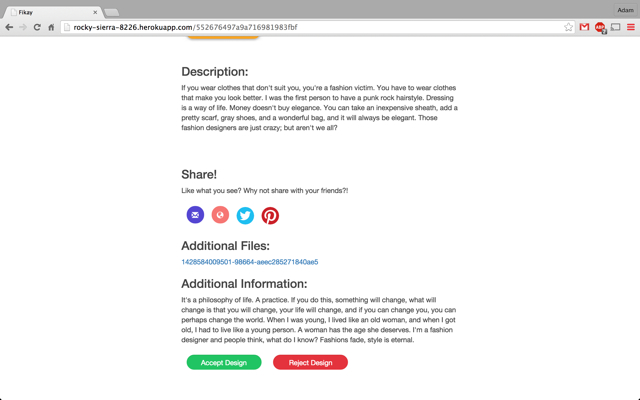 Fikay
Adam
rocky-sierra-8226.herokuapp.com/552676497a9a716981983fbf
Description:
If you wear clothes that don't suit you, you're a fashion victim. You have to wear clothes
that make you look better. I was the first person to have a punk rock hairstyle. Dressing
is a way of life. Money doesn't buy elegance. You can take an inexpensive sheath, add a
pretty scarf, gray shoes, and a wonderful bag, and it will always be elegant. Those
fashion designers are just crazy; but aren't we all?
Share!
Like what you see? Why not share with your friends?!
Additional Files:
1428584009501-98664-aeec285271840ae5
Additional Information:
It's a philosophy of life. A practice. If you do this, something will change, what will
change is that you will change, your life will change, and if you can change you, you can
perhaps change the world. When I was young, I lived like an old woman, and when I got
old, I had to live like a young person. A woman has the age she deserves. I'm a fashion
designer and people think, what do I know? Fashions fade, style is eternal.
Accept Design
Reject Design